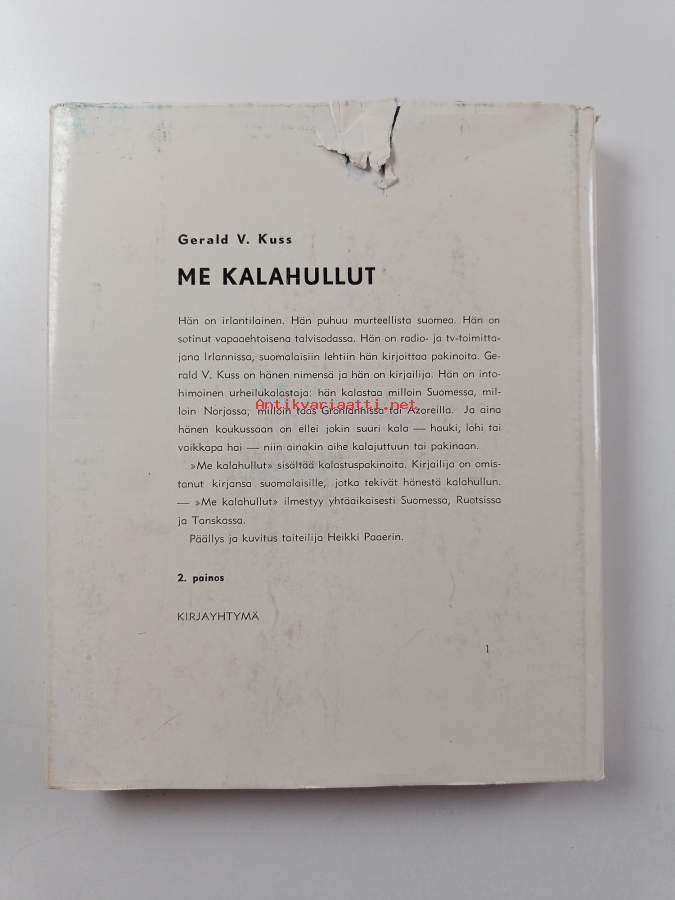 Gerald V. Kuss
ME KALAHULLUT
Hän on irlantilainen. Hän puhuu murteellista suomea. Hän on
sotinut vapaaehtoisena talvisodassa. Hän on radio- ja tv-toimitta-
jana Irlannissa, suomalaisiin lehtiin hän kirjoittaa pakinoita. Ge-
rald V. Kuss on hänen nimensä ja hän on kirjailija. Hän on into-
himoinen urheilukalastaja: hän kalastaa milloin Suomessa, mil-
loin Norjassa, milloin taas Grönlannissa tai Azoreilla. Ja aina
Antikvariaatti.net
hänen koukussaan on ellei jokin suuri kala — hauki, lohi tai
vaikkapa hai — niin ainakin aihe kalajuttuun tai pakinaan.
»Me kalahullut» sisältää kalastuspakinoita. Kirjailija on omis-
tanut kirjansa suomalaisille, jotka tekivät hänestä kalahullun.
— »Me kalahullut» ilmestyy yhtäaikaisesti Suomessa, Ruotsissa
ja Tanskassa.
Päällys ja kuvitus taiteilija Heikki Paaerin.
2. painos
KIRJAYHTYMÄ
1